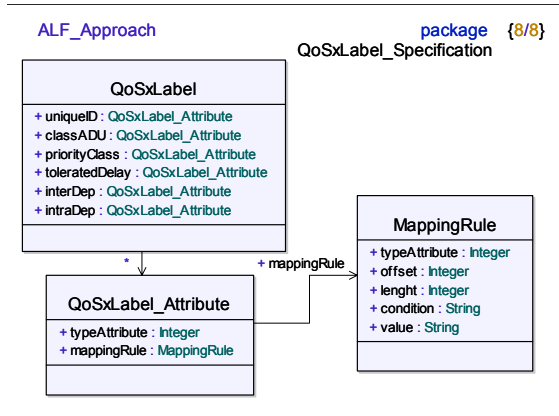 ALF_Approach
package {8/8}
QoSxLabel_Specification
QoSxLabel
+ uniqueID : QoSxLabel_Attribute
+ classADU : QoSxLabel_Attribute
+ priorityClass : QoSxLabel_Attribute
+ toleratedDelay : QoSxLabel_Attribute
+ interDep : QoSxLabel_Attribute
+ intraDep : QoSxLabel_Attribute
*
+ mappingRule
QoSxLabel_Attribute
+ typeAttribute : Integer
+ mappingRule : MappingRule
MappingRule
+ typeAttribute : Integer
+ offset : Integer
+ lenght : Integer
+ condition : String
+ value : String